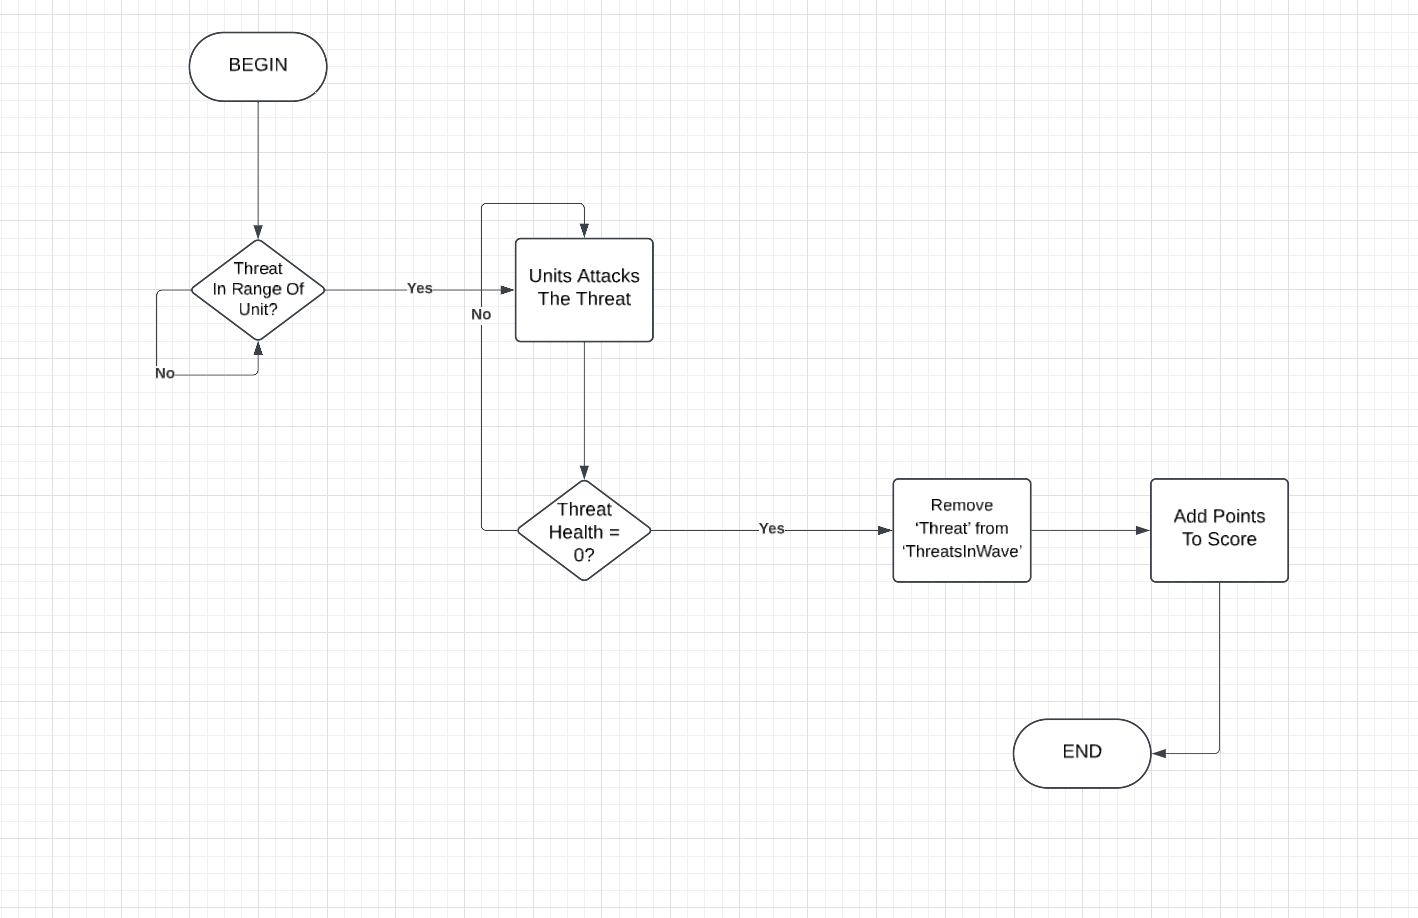 BEGIN
Threat
In Range Of
Unit?
No
Yes
Units Attacks
The Threat
No
Threat
Health =
0?
Yes
Remove
‘Threat’ from
‘ThreatsInWave’
Add Points
To Score
END